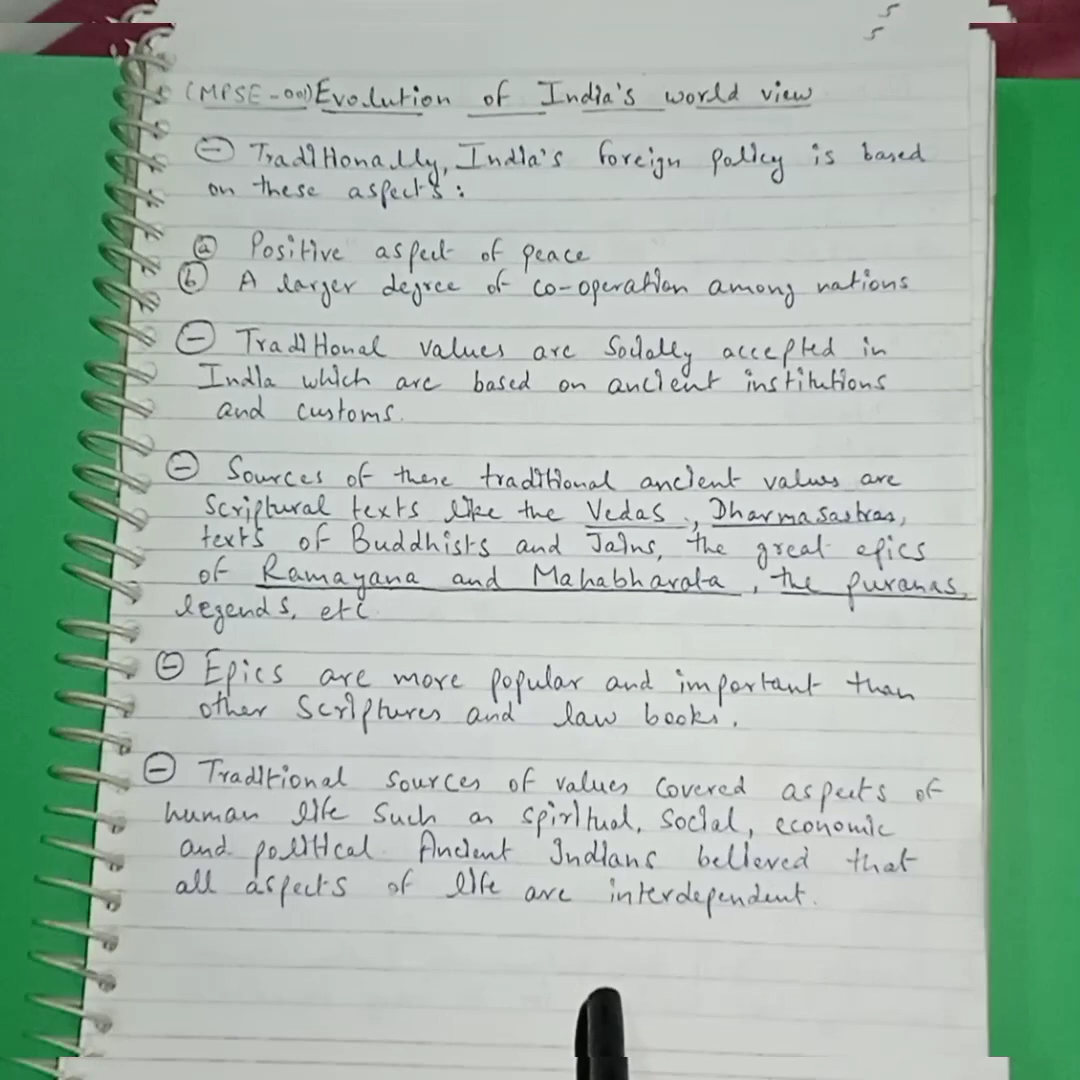 5
5
(MPSE-001) Evolution of India's world view
- Traditionally, India's foreign policy is based
on these aspects:
(a) Positive aspect of peace
(b) A larger degree of co-operation among nations
- Traditional values are socially accepted in
India which are based on ancient institutions
and customs.
- Sources of these traditional ancient values are
scriptural texts like the Vedas, Dharmasastras,
texts of Buddhists and Jains, the great epics
of Ramayana and Mahabharata, the puranas,
legends, etc
- Epics are more popular and important than
other scriptures and law books.
- Traditional sources of values covered aspects of
human life such as spiritual, social, economic
and political. Ancient Indians believed that
all aspects of life are interdependent.